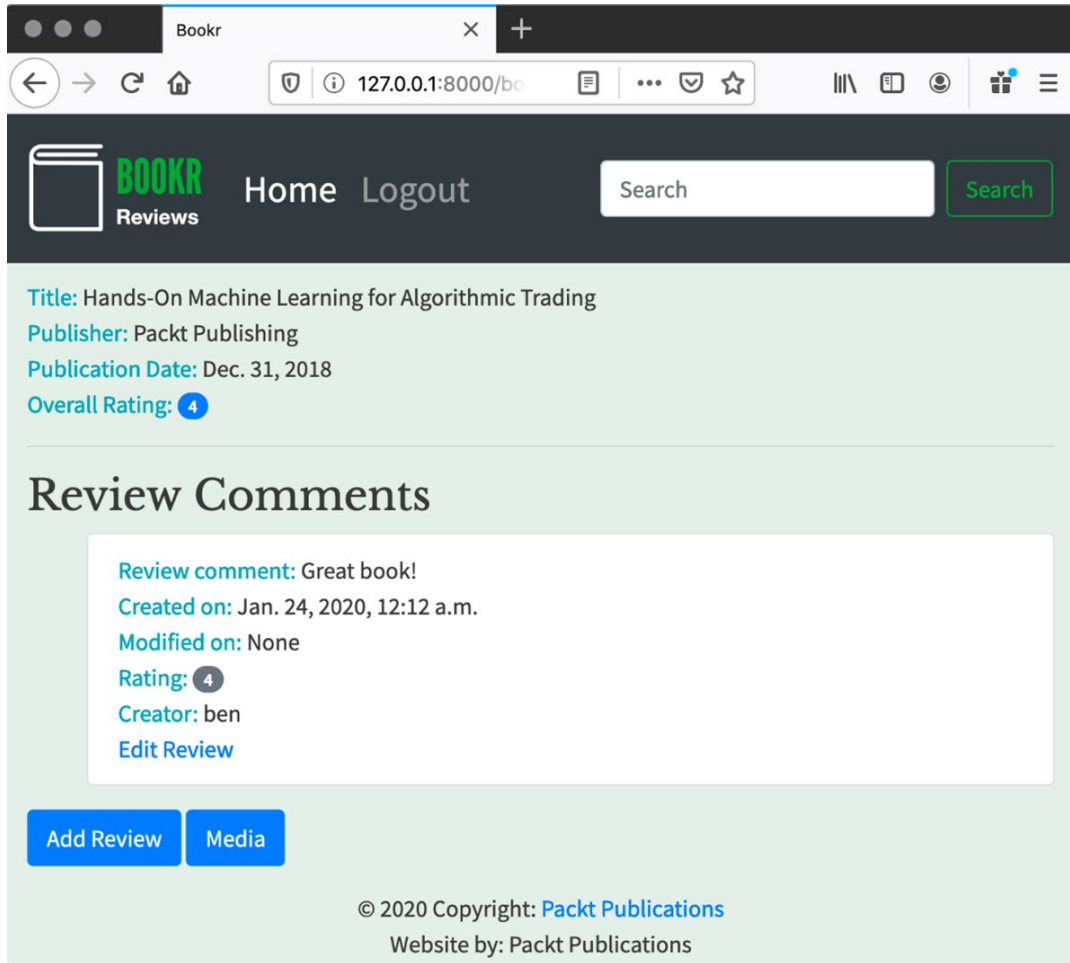 Bookr
127.0.0.1:8000/bo
BOOKR
Reviews
Home Logout
Search
Search
Title: Hands-On Machine Learning for Algorithmic Trading
Publisher: Packt Publishing
Publication Date: Dec. 31, 2018
Overall Rating: 4
Review Comments
Review comment: Great book!
Created on: Jan. 24, 2020, 12:12 a.m.
Modified on: None
Rating: 4
Creator: ben
Edit Review
Add Review Media
© 2020 Copyright: Packt Publications
Website by: Packt Publications